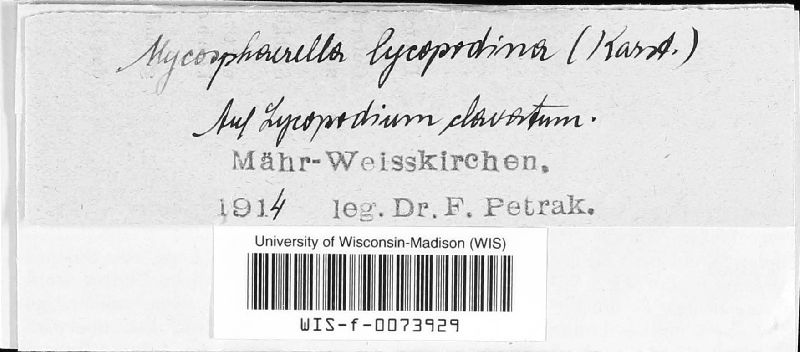 Mycosphaerella lycopodina (Karst.)
Auf Lycopodium clavatum.
Mähr-Weisskirchen.
1914 leg. Dr. F. Petrak.
University of Wisconsin-Madison (WIS)
WIS-f-0073929